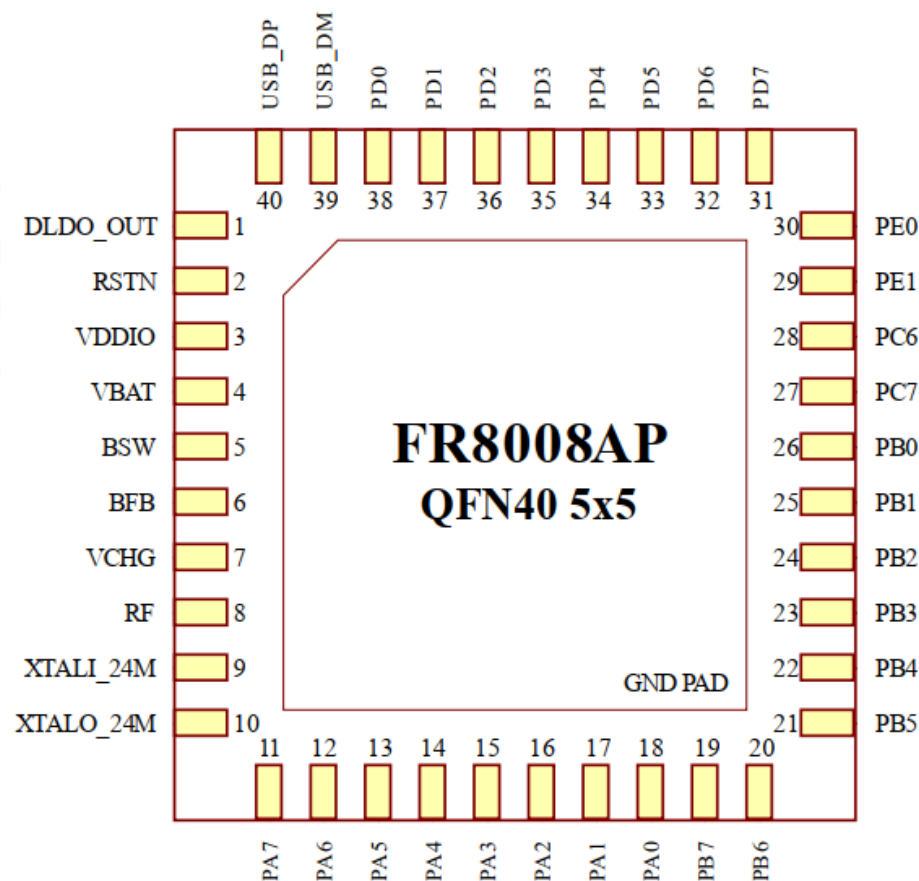 USB_DP USB_DM PD0 PD1 PD2 PD3 PD4 PD5 PD6 PD7
40 39 38 37 36 35 34 33 32 31
DLDO_OUT 1 30 PE0
RSTN 2 29 PE1
VDDIO 3 28 PC6
VBAT 4 27 PC7
BSW 5 26 PB0
BFB 6 25 PB1
VCHG 7 24 PB2
RF 8 23 PB3
XTALI_24M 9 22 PB4
XTALO_24M 10 21 PB5
FR8008AP
QFN40 5x5
GND PAD
11 12 13 14 15 16 17 18 19 20
PA7 PA6 PA5 PA4 PA3 PA2 PA1 PA0 PB7 PB6